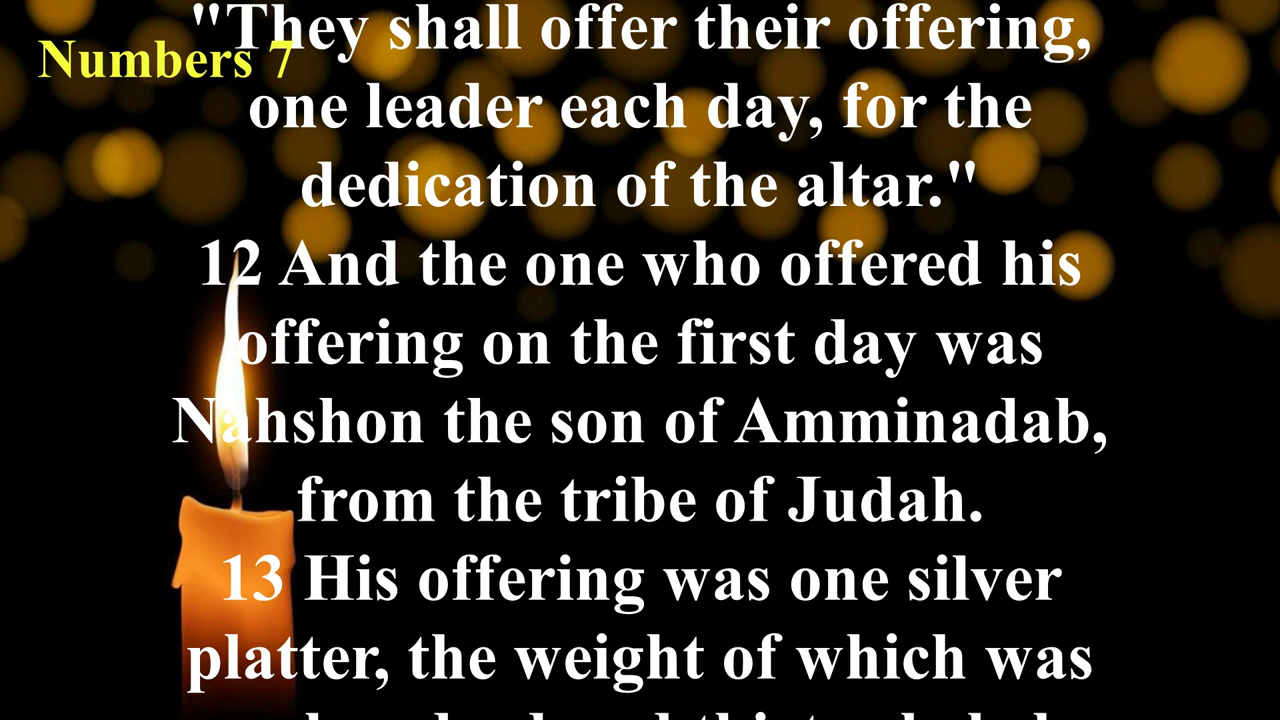 Numbers 7
"They shall offer their offering,
one leader each day, for the
dedication of the altar."
12 And the one who offered his
offering on the first day was
Nahshon the son of Amminadab,
from the tribe of Judah.
13 His offering was one silver
platter, the weight of which was